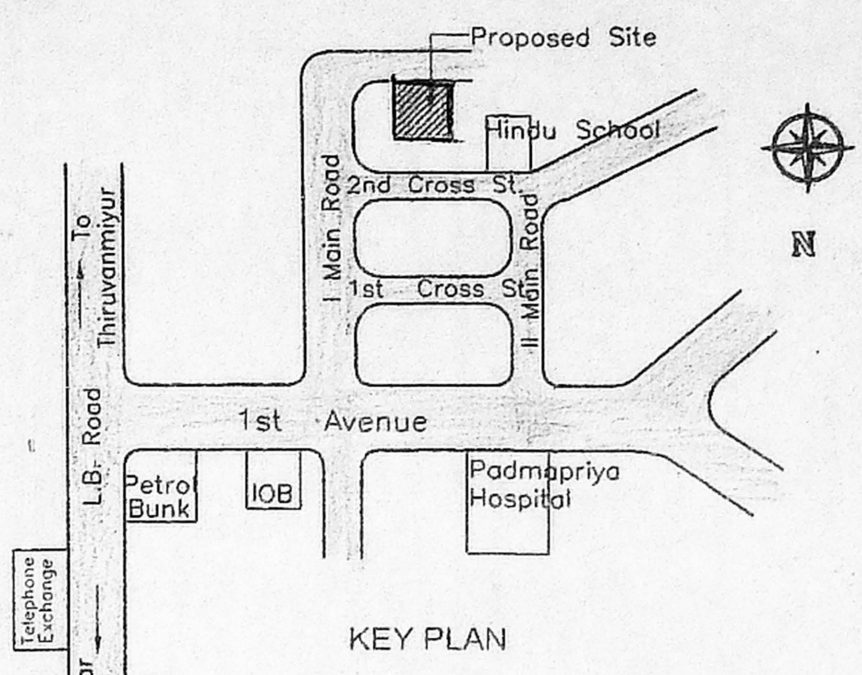 Proposed Site
Hindu School
2nd Cross St.
I Main Road
II Main Road
1st Cross St.
N
To
Thiruvanmiyur
L.B. Road
1st Avenue
Petrol
Bunk
IOB
Padmapriya
Hospital
Telephone
Exchange
KEY PLAN